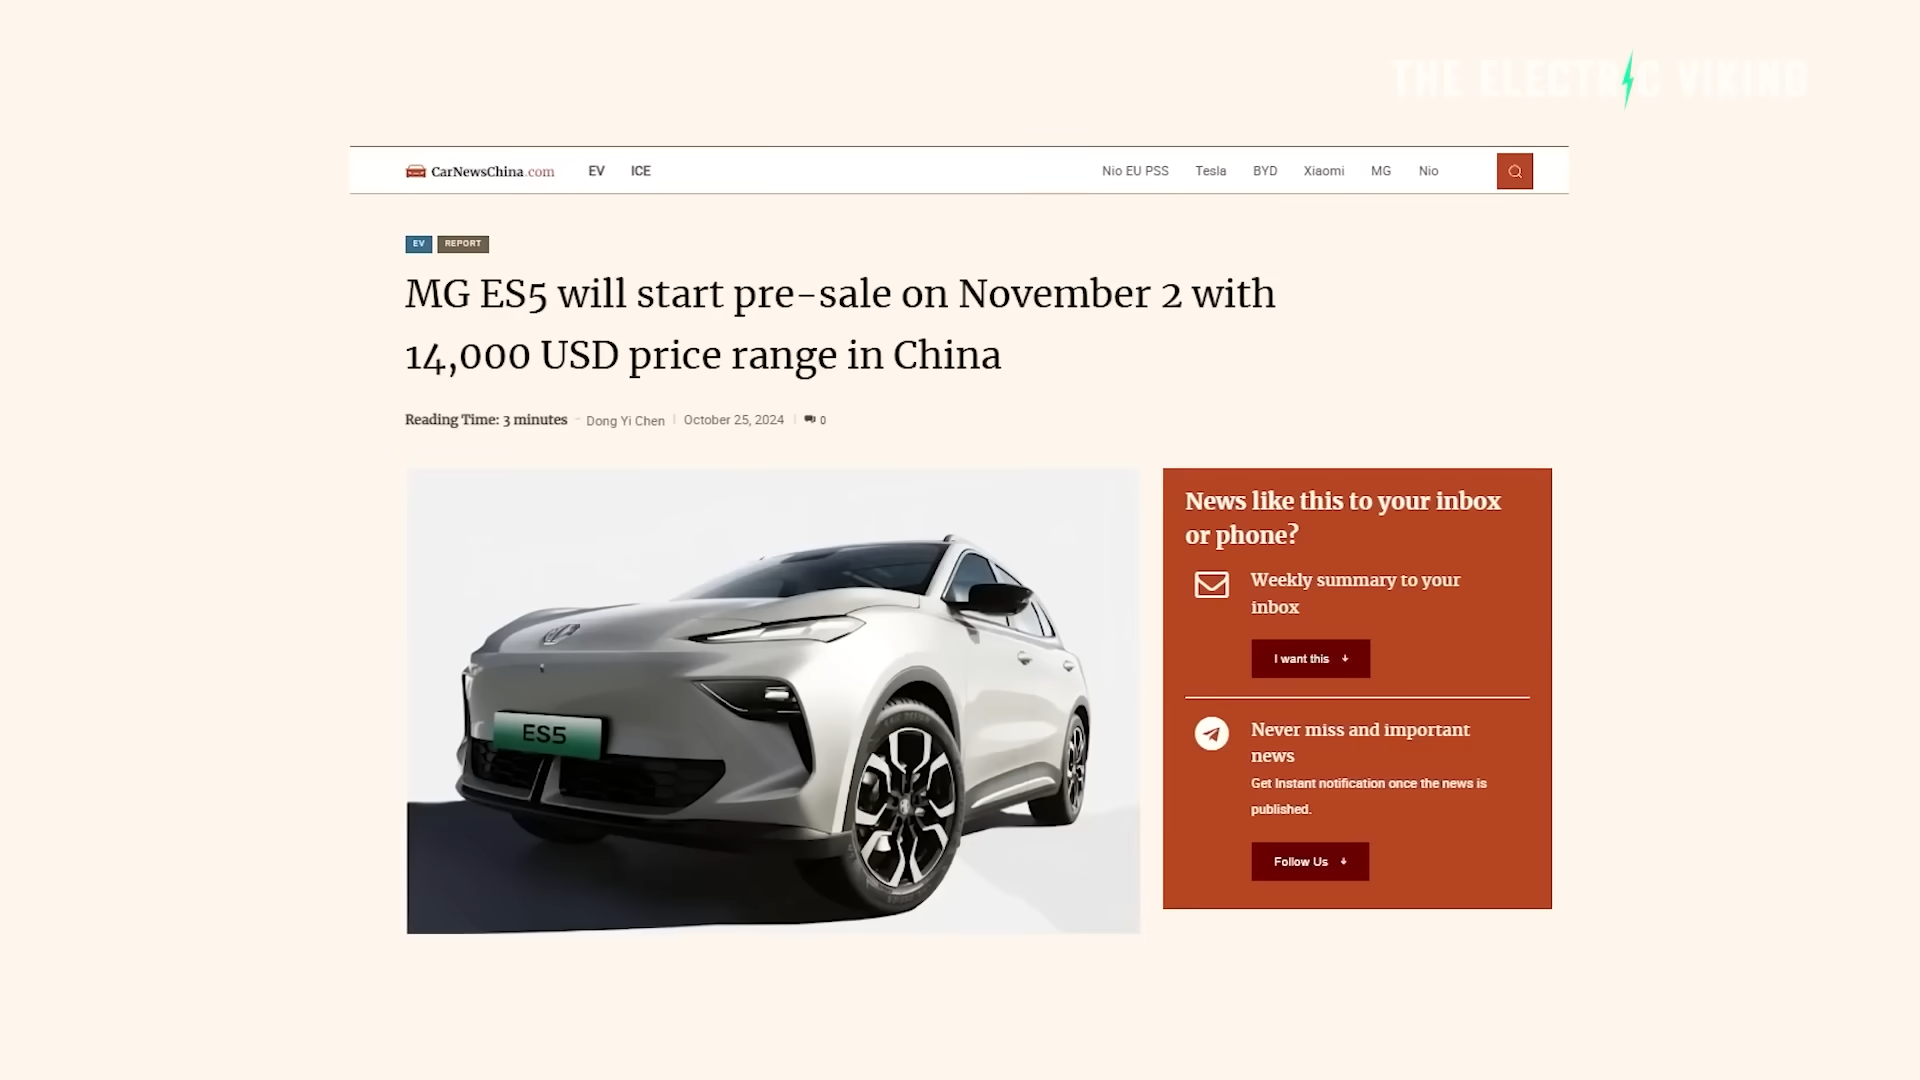 THE ELECTRIC VIKING
CarNewsChina.com
EV
ICE
Nio EU PSS
Tesla
BYD
Xiaomi
MG
Nio
EV
REPORT
MG ES5 will start pre-sale on November 2 with
14,000 USD price range in China
Reading Time: 3 minutes – Dong Yi Chen | October 25, 2024 | 0
ES5
News like this to your inbox
or phone?
Weekly summary to your
inbox
I want this
Never miss and important
news
Get Instant notification once the news is
published.
Follow Us